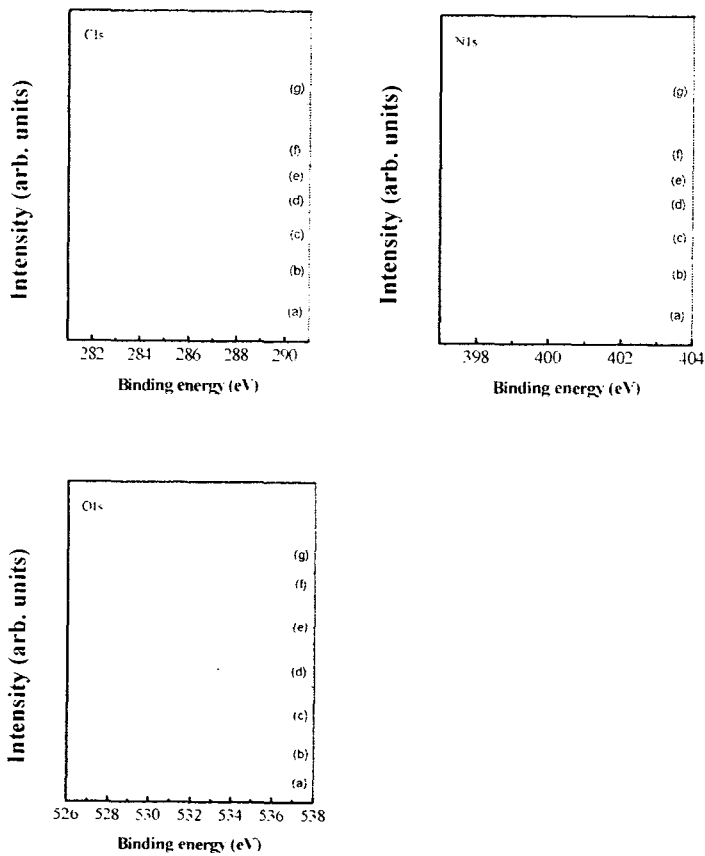 C1s
Intensity (arb. units)
(g)
(f)
(e)
(d)
(c)
(b)
(a)
282 284 286 288 290
Binding energy (eV)
N1s
Intensity (arb. units)
(g)
(f)
(e)
(d)
(c)
(b)
(a)
398 400 402 404
Binding energy (eV)
O1s
Intensity (arb. units)
(g)
(f)
(e)
(d)
(c)
(b)
(a)
526 528 530 532 534 536 538
Binding energy (eV)